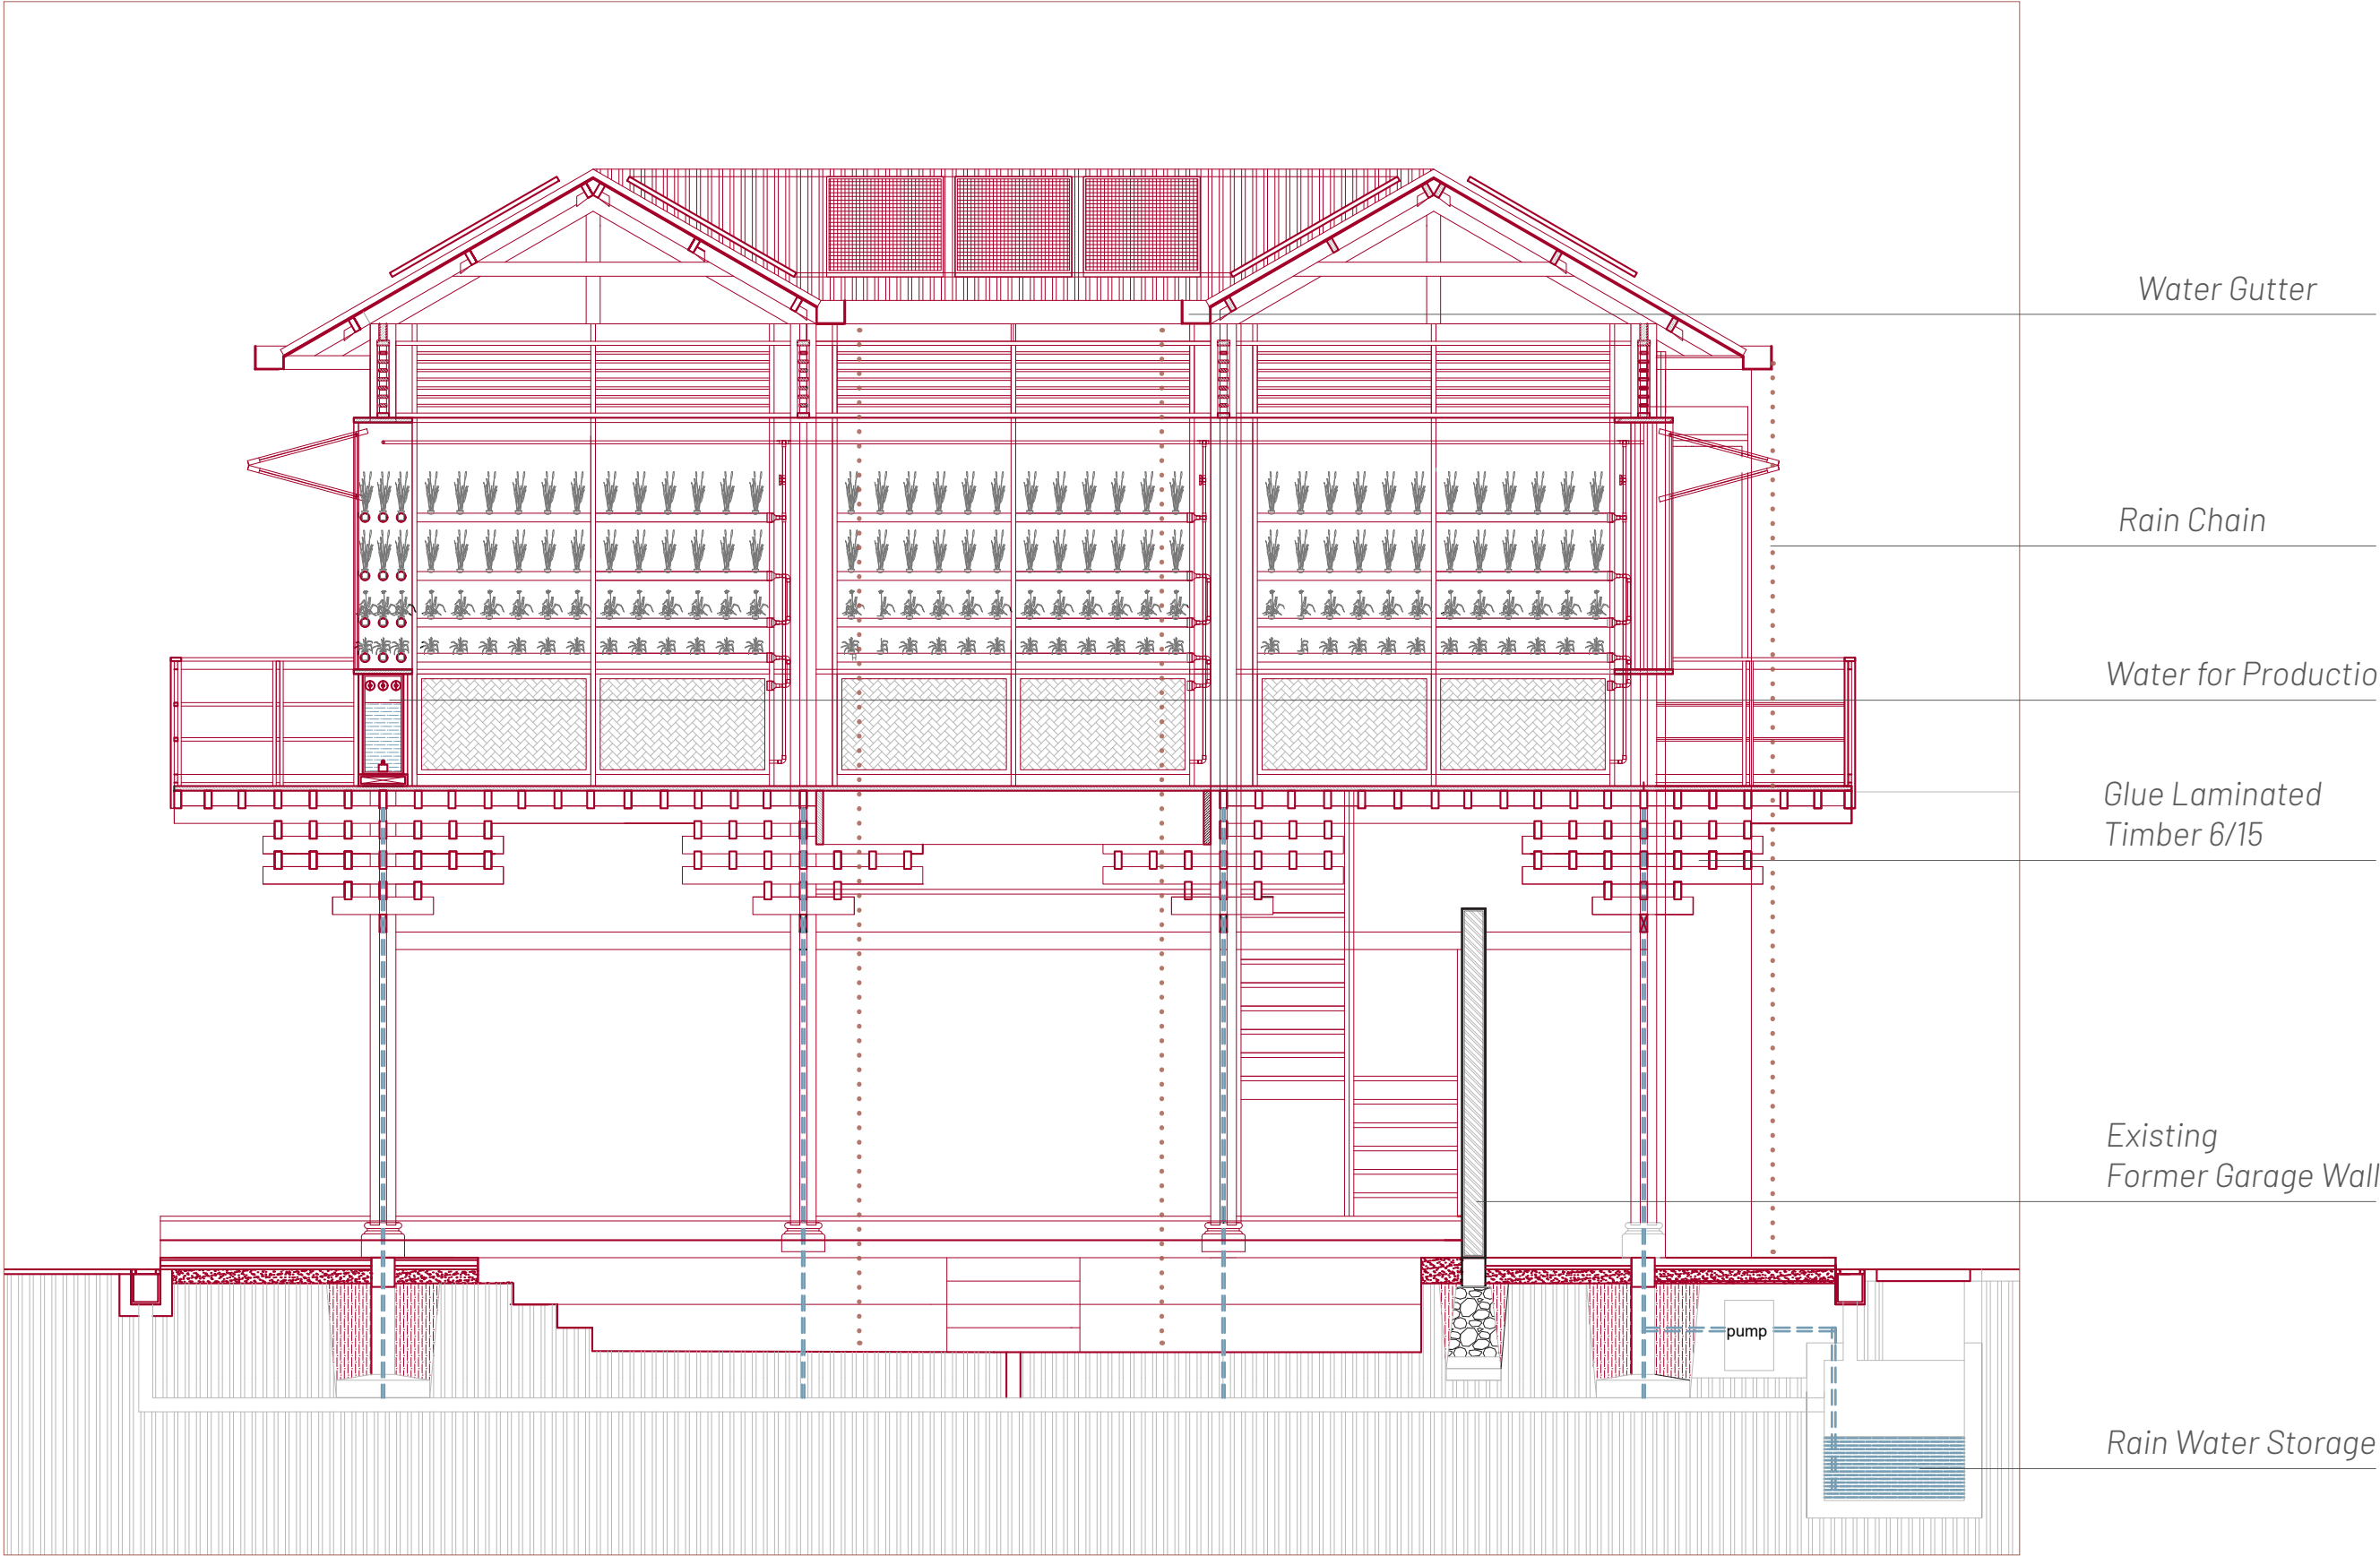 Water Gutter
Rain Chain
Water for Productio
Glue Laminated
Timber 6/15
Existing
Former Garage Wall
pump
Rain Water Storage